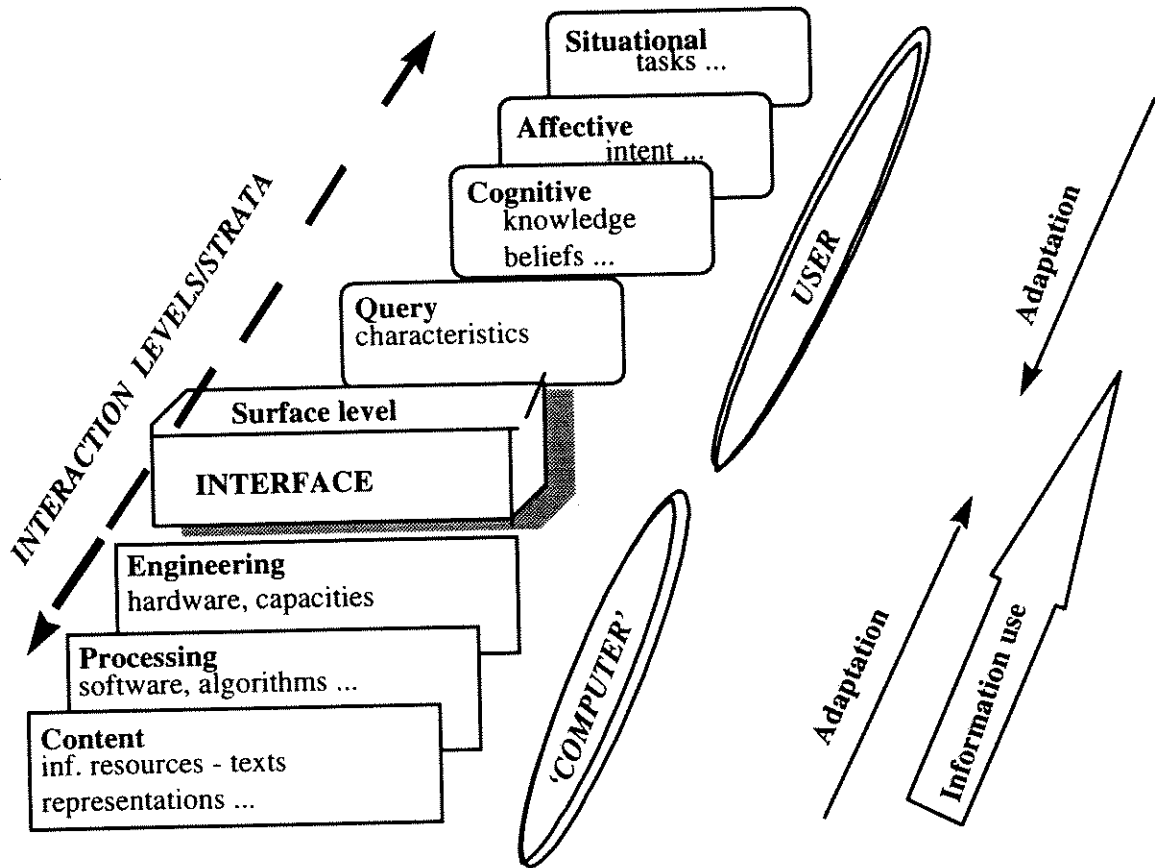 Situational
tasks ...
Affective
intent ...
Cognitive
knowledge
beliefs ...
Query
characteristics
Surface level
INTERFACE
Engineering
hardware, capacities
Processing
software, algorithms ...
Content
inf. resources - texts
representations ...
INTERACTION LEVELS/STRATA
USER
'COMPUTER'
Adaptation
Adaptation
Information use